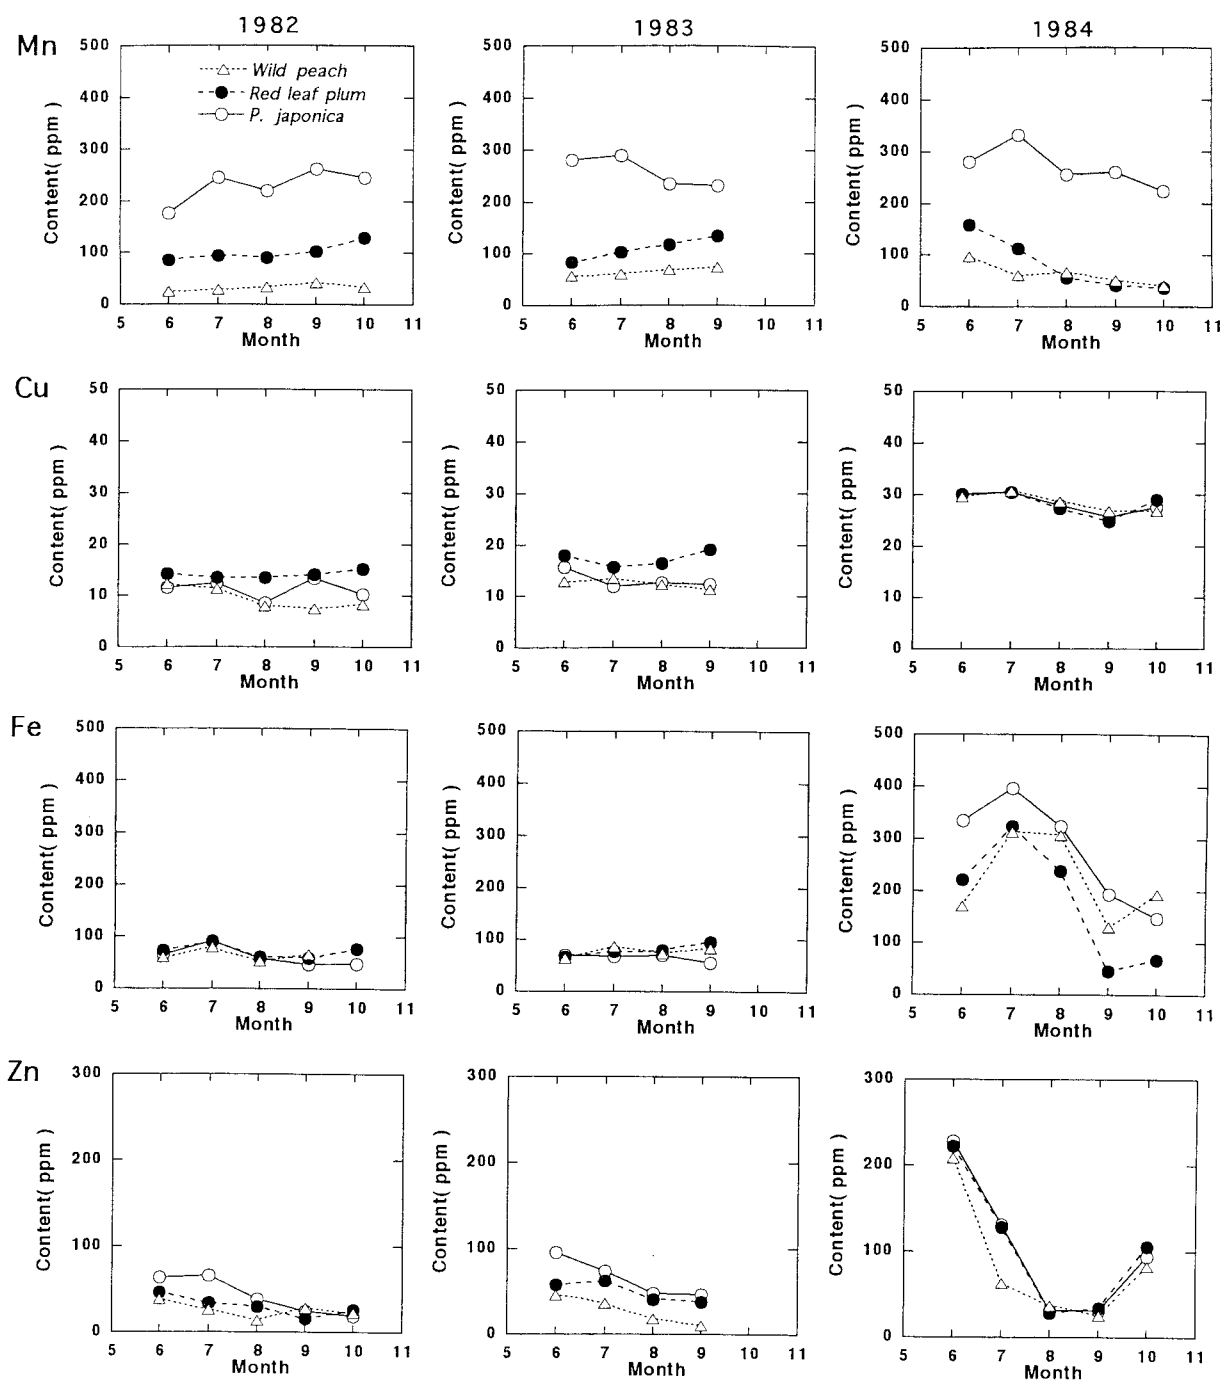 1982 1983 1984
Mn
500 500 500
Wild peach
Red leaf plum
P. japonica
400 400 400
300 300 300
200 200 200
100 100 100
0 0 0
Content( ppm ) Content( ppm ) Content( ppm )
5 6 7 8 9 10 11 5 6 7 8 9 10 11 5 6 7 8 9 10 11
Month Month Month
Cu
50 50 50
40 40 40
30 30 30
20 20 20
10 10 10
0 0 0
Content( ppm ) Content( ppm ) Content( ppm )
5 6 7 8 9 10 11 5 6 7 8 9 10 11 5 6 7 8 9 10 11
Month Month Month
Fe
500 500 500
400 400 400
300 300 300
200 200 200
100 100 100
0 0 0
Content( ppm ) Content( ppm ) Content( ppm )
5 6 7 8 9 10 11 5 6 7 8 9 10 11 5 6 7 8 9 10 11
Month Month Month
Zn
300 300 300
200 200 200
100 100 100
0 0 0
Content( ppm ) Content( ppm ) Content( ppm )
5 6 7 8 9 10 11 5 6 7 8 9 10 11 5 6 7 8 9 10 11
Month Month Month